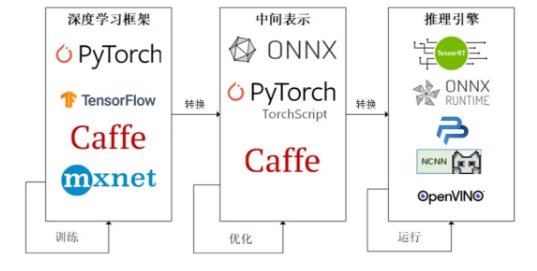 深度学习框架
PyTorch
TensorFlow
Caffe
mxnet
训练
转换
中间表示
ONNX
PyTorch
TorchScript
Caffe
优化
转换
推理引擎
TensorRT
ONNX
RUNTIME
NCNN
OpenVINO
运行